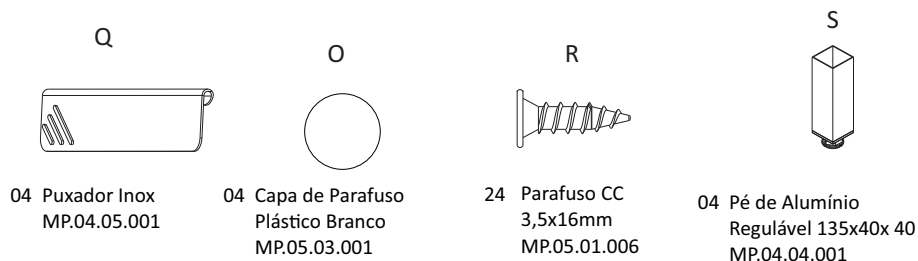 Q
04 Puxador Inox
MP.04.05.001
O
04 Capa de Parafuso
Plástico Branco
MP.05.03.001
R
24 Parafuso CC
3,5x16mm
MP.05.01.006
S
04 Pé de Alumínio
Regulável 135x40x 40
MP.04.04.001